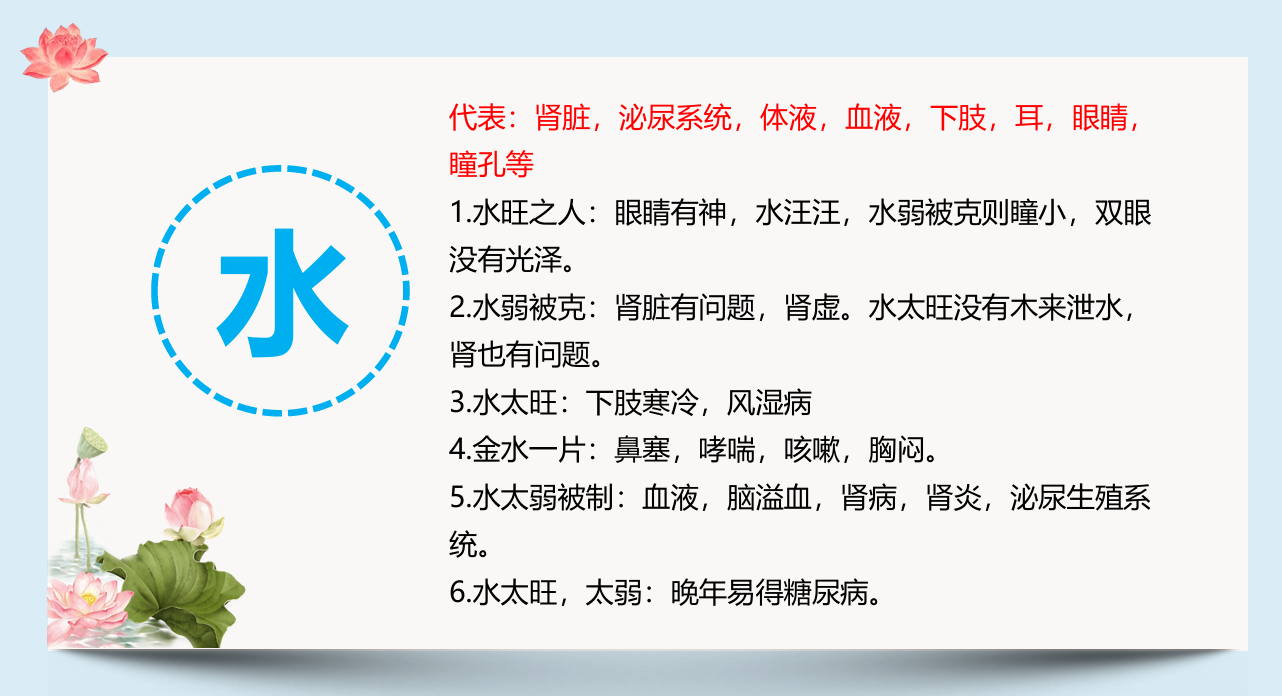 水
代表：肾脏，泌尿系统，体液，血液，下肢，耳，眼睛，
瞳孔等
1.水旺之人：眼睛有神，水汪汪，水弱被克则瞳小，双眼
没有光泽。
2.水弱被克：肾脏有问题，肾虚。水太旺没有木来泄水，
肾也有问题。
3.水太旺：下肢寒冷，风湿病
4.金水一片：鼻塞，哮喘，咳嗽，胸闷。
5.水太弱被制：血液，脑溢血，肾病，肾炎，泌尿生殖系
统。
6.水太旺，太弱：晚年易得糖尿病。